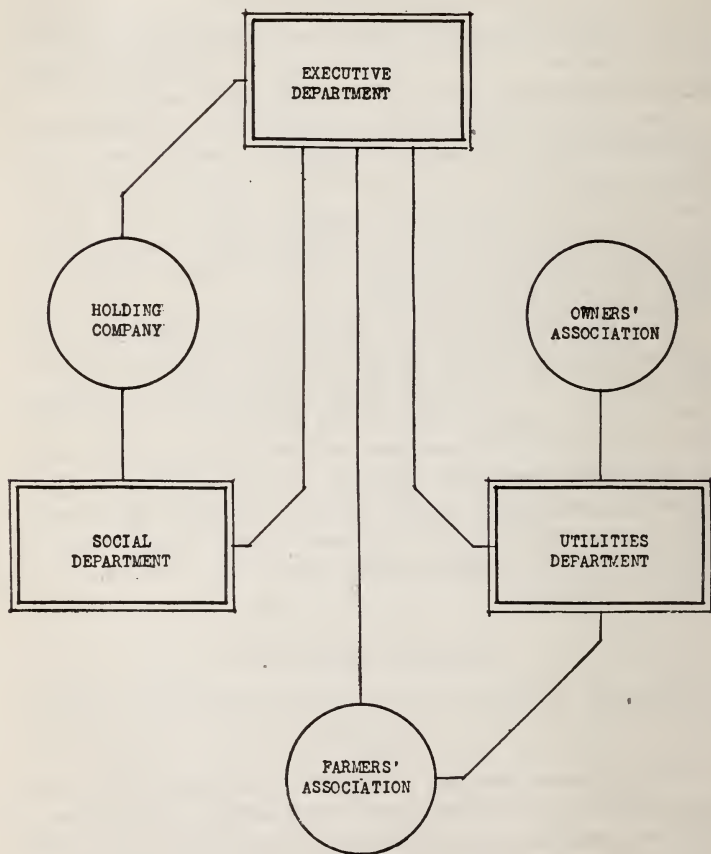 EXECUTIVE
DEPARTMENT
HOLDING
COMPANY
OWNERS'
ASSOCIATION
SOCIAL
DEPARTMENT
UTILITIES
DEPARTMENT
FARMERS'
ASSOCIATION